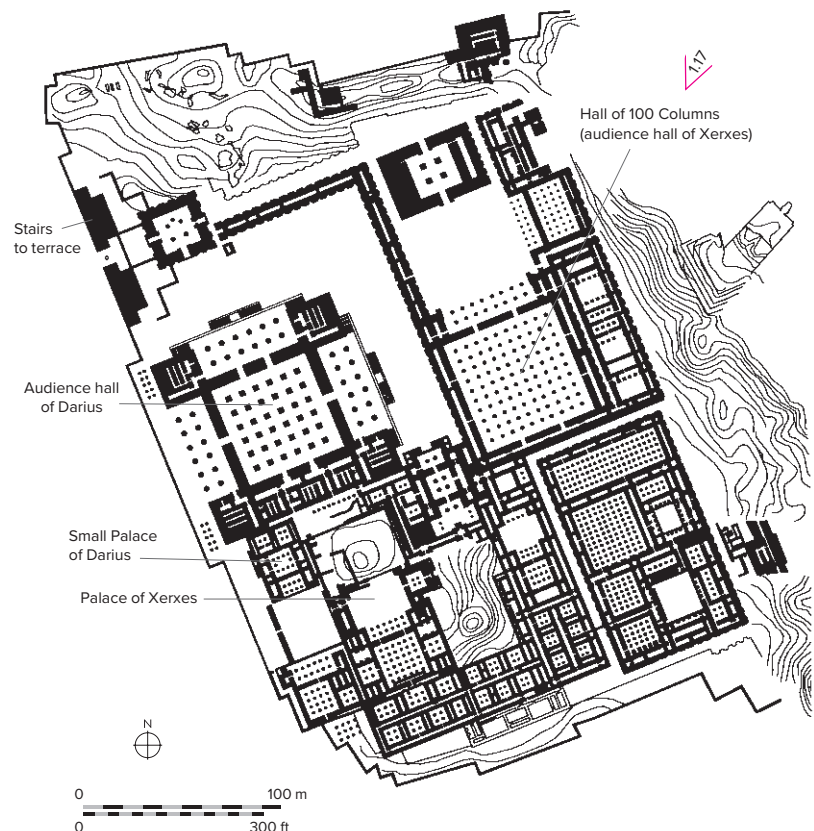 1.17
Hall of 100 Columns
(audience hall of Xerxes)
Stairs
to terrace
Audience hall
of Darius
Small Palace
of Darius
Palace of Xerxes
N
0 100 m
0 300 ft